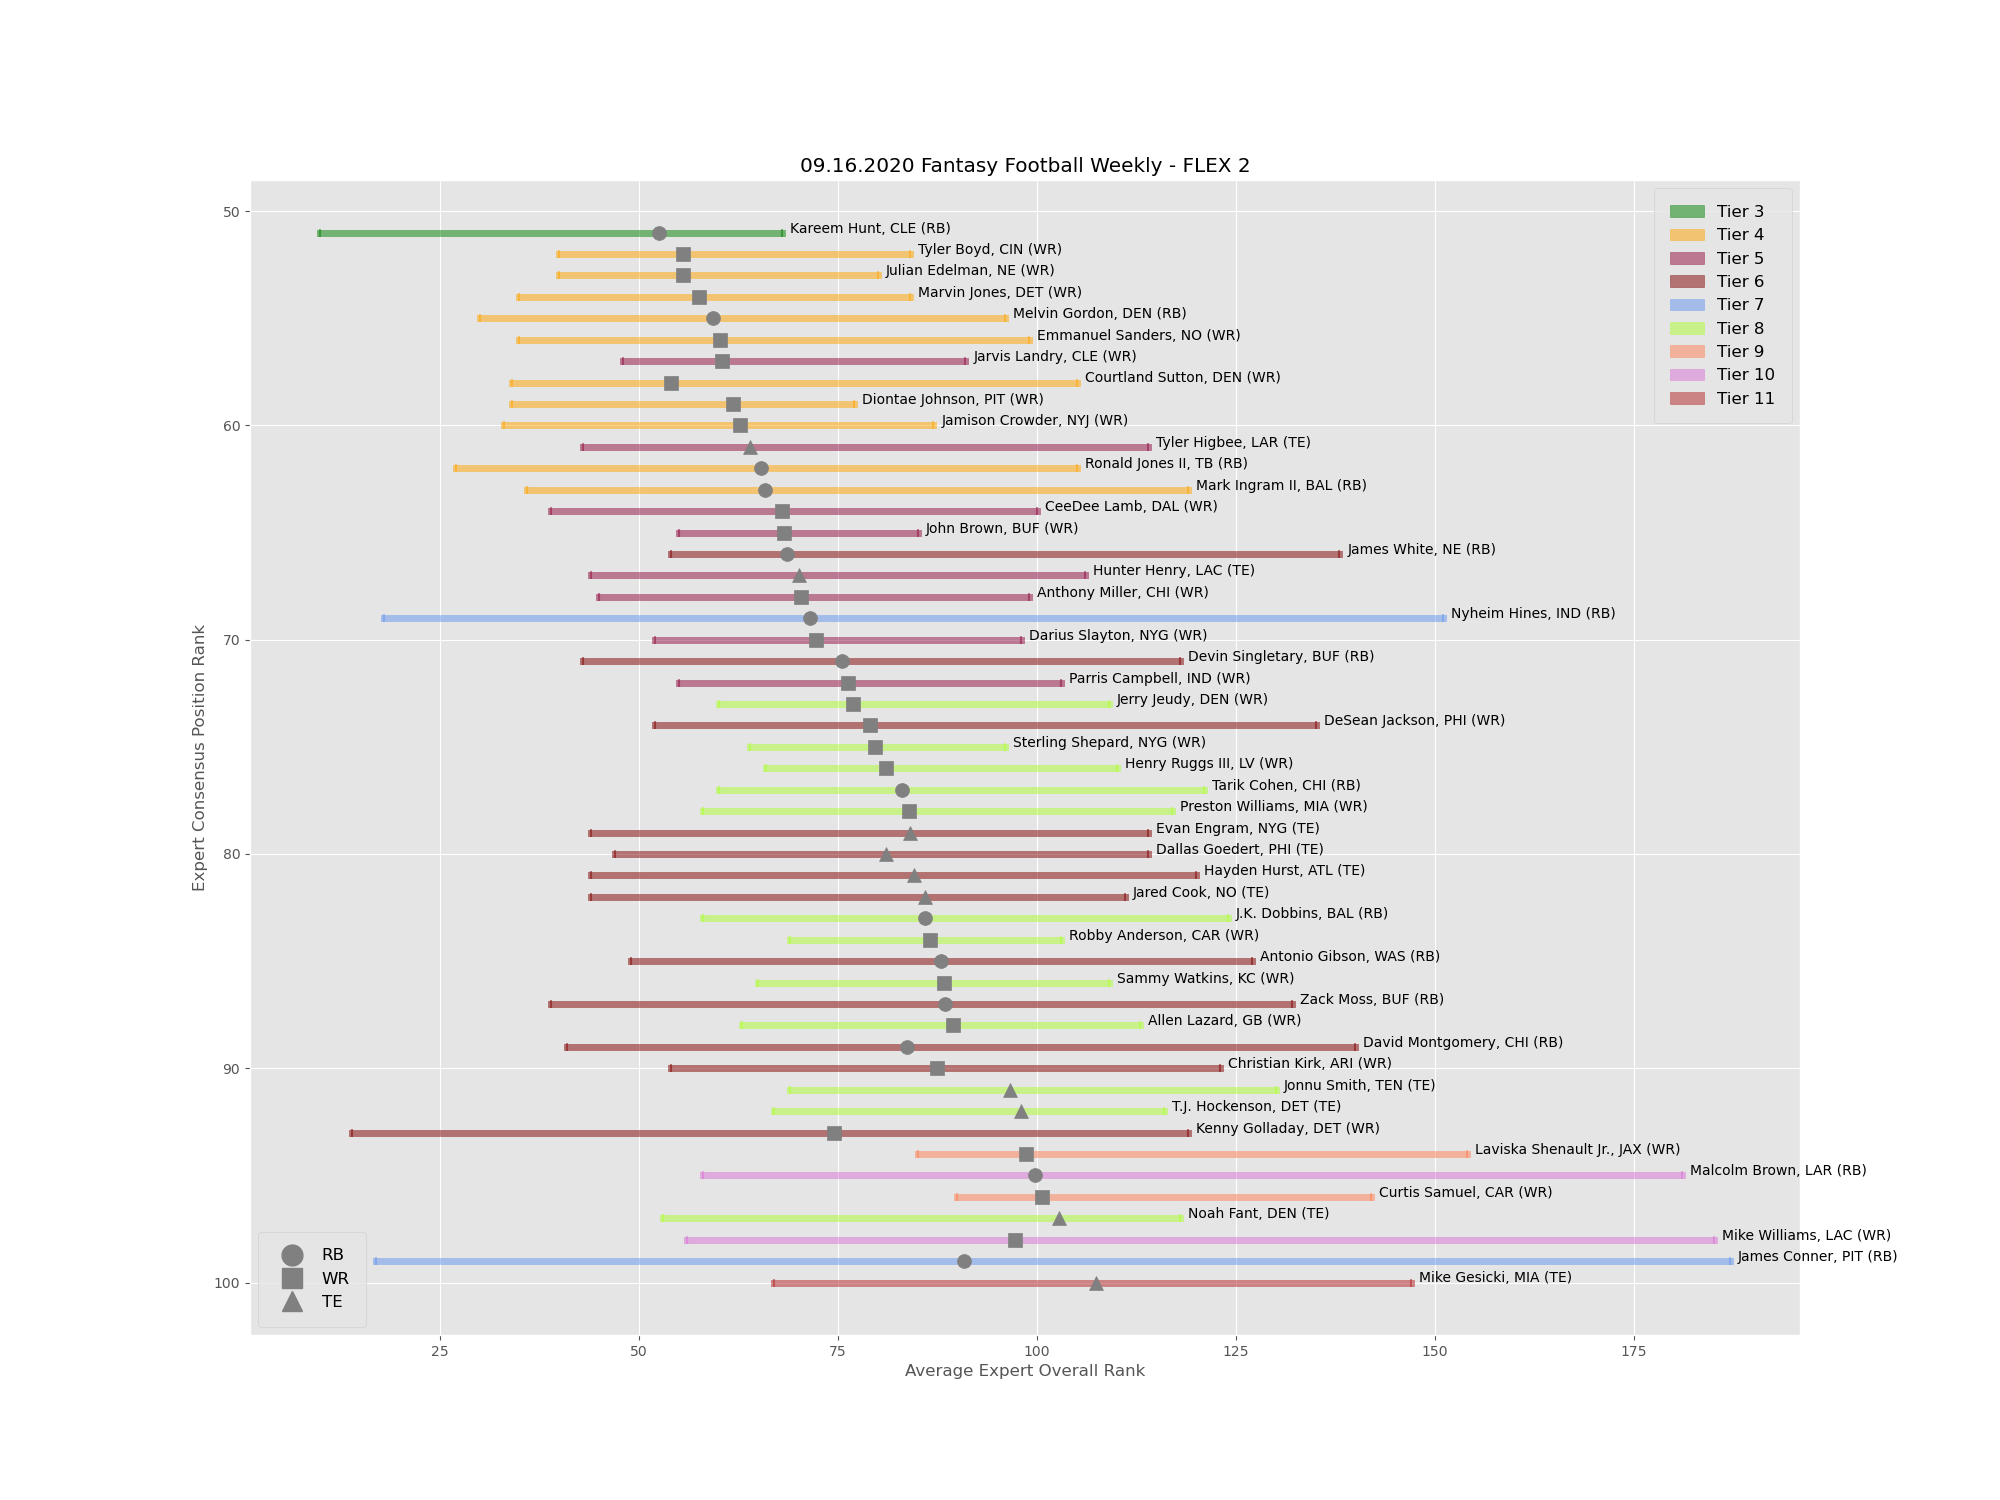 09.16.2020 Fantasy Football Weekly - FLEX 2
50
Kareem Hunt, CLE (RB)
Tyler Boyd, CIN (WR)
Julian Edelman, NE (WR)
Marvin Jones, DET (WR)
Melvin Gordon, DEN (RB)
Emmanuel Sanders, NO (WR)
Jarvis Landry, CLE (WR)
Courtland Sutton, DEN (WR)
Diontae Johnson, PIT (WR)
60
Jamison Crowder, NYJ (WR)
Tyler Higbee, LAR (TE)
Ronald Jones II, TB (RB)
Mark Ingram II, BAL (RB)
CeeDee Lamb, DAL (WR)
John Brown, BUF (WR)
James White, NE (RB)
Hunter Henry, LAC (TE)
Anthony Miller, CHI (WR)
Nyheim Hines, IND (RB)
70
Darius Slayton, NYG (WR)
Devin Singletary, BUF (RB)
Parris Campbell, IND (WR)
Jerry Jeudy, DEN (WR)
DeSean Jackson, PHI (WR)
Sterling Shepard, NYG (WR)
Henry Ruggs III, LV (WR)
Tarik Cohen, CHI (RB)
Preston Williams, MIA (WR)
Evan Engram, NYG (TE)
80
Dallas Goedert, PHI (TE)
Hayden Hurst, ATL (TE)
Jared Cook, NO (TE)
J.K. Dobbins, BAL (RB)
Robby Anderson, CAR (WR)
Antonio Gibson, WAS (RB)
Sammy Watkins, KC (WR)
Zack Moss, BUF (RB)
Allen Lazard, GB (WR)
David Montgomery, CHI (RB)
90
Christian Kirk, ARI (WR)
Jonnu Smith, TEN (TE)
T.J. Hockenson, DET (TE)
Kenny Golladay, DET (WR)
Laviska Shenault Jr., JAX (WR)
Malcolm Brown, LAR (RB)
Curtis Samuel, CAR (WR)
Noah Fant, DEN (TE)
Mike Williams, LAC (WR)
James Conner, PIT (RB)
100
Mike Gesicki, MIA (TE)
Tier 3
Tier 4
Tier 5
Tier 6
Tier 7
Tier 8
Tier 9
Tier 10
Tier 11
RB
WR
TE
Expert Consensus Position Rank
25 50 75 100 125 150 175
Average Expert Overall Rank